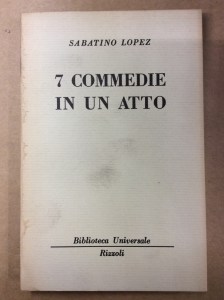 SABATINO LOPEZ
7 COMMEDIE
IN UN ATTO
Biblioteca Universale
Rizzoli